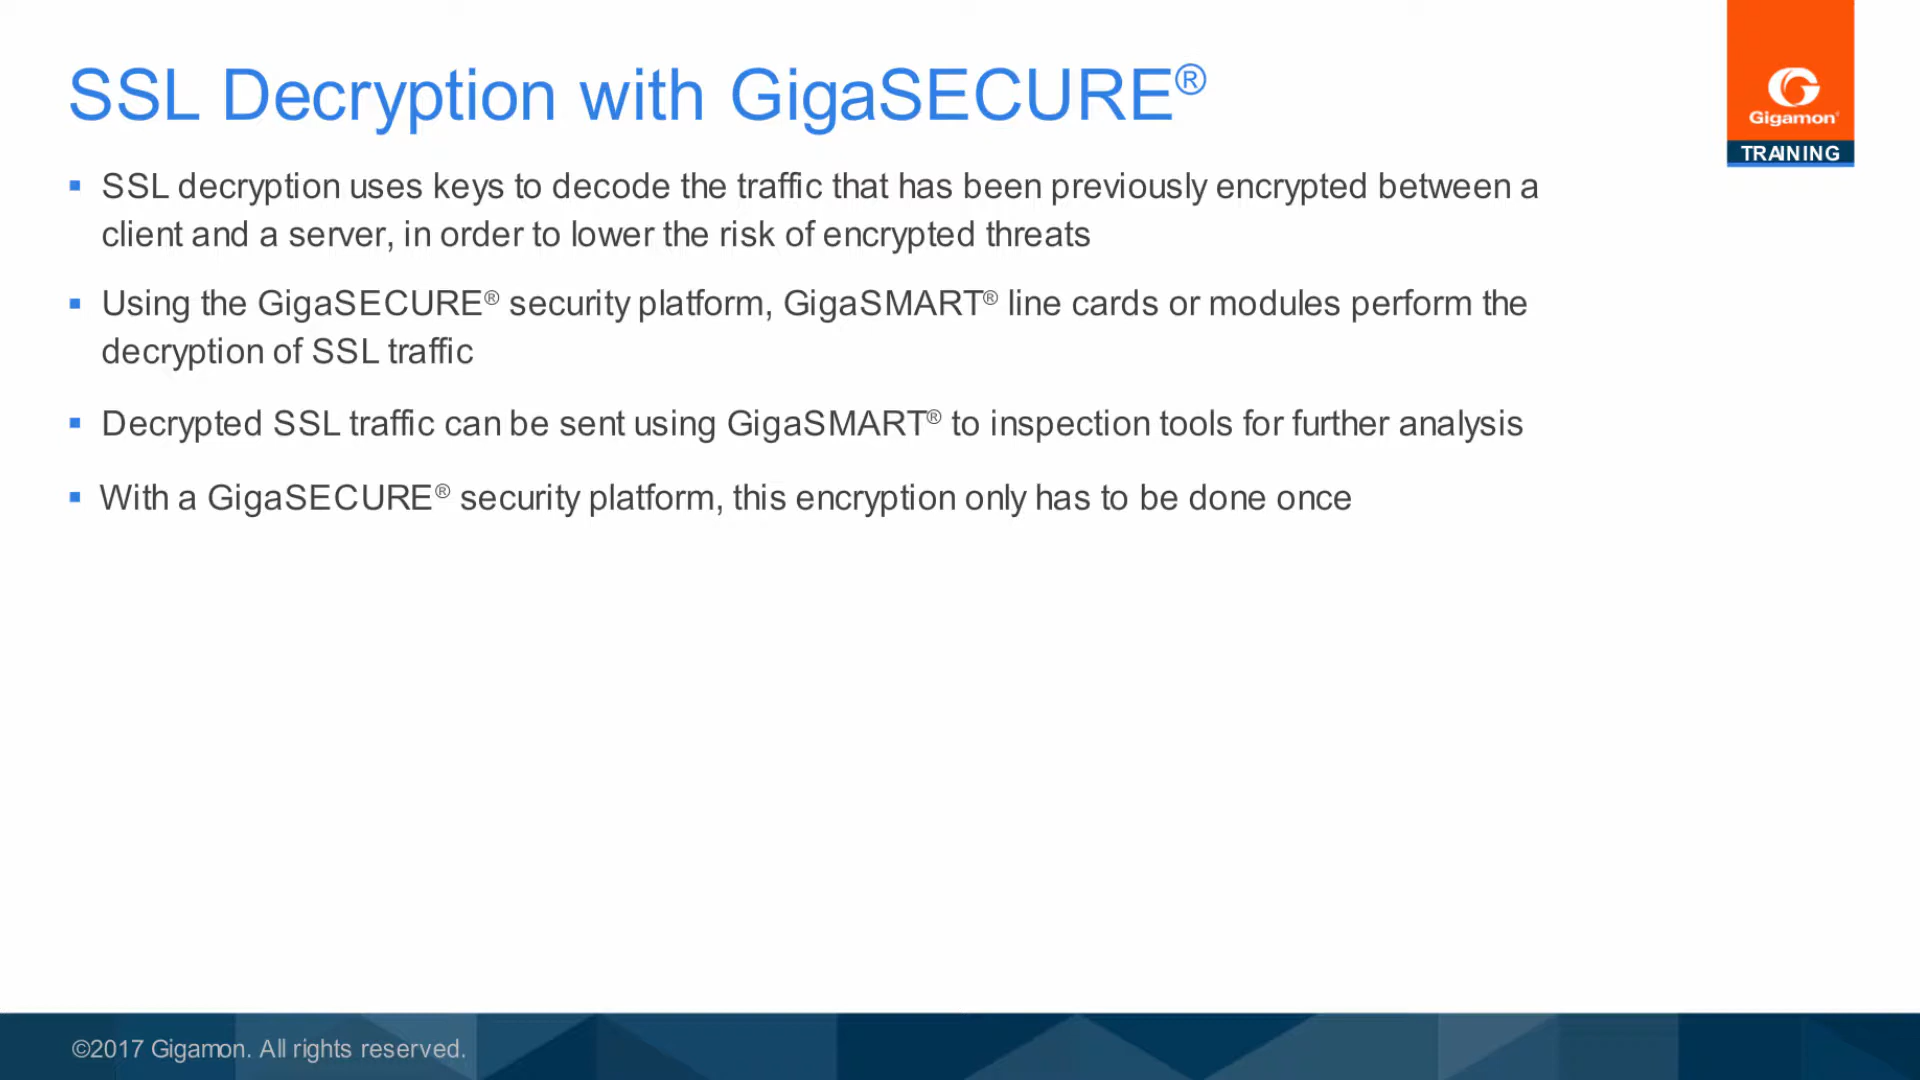 SSL Decryption with GigaSECURE®
Gigamon®
TRAINING
▪ SSL decryption uses keys to decode the traffic that has been previously encrypted between a
client and a server, in order to lower the risk of encrypted threats
▪ Using the GigaSECURE® security platform, GigaSMART® line cards or modules perform the
decryption of SSL traffic
▪ Decrypted SSL traffic can be sent using GigaSMART® to inspection tools for further analysis
▪ With a GigaSECURE® security platform, this encryption only has to be done once
©2017 Gigamon. All rights reserved.